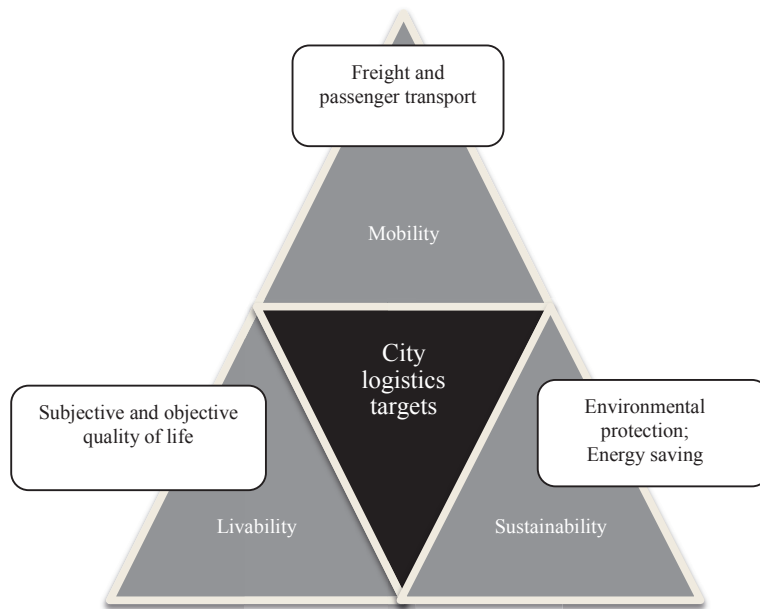 Freight and
passenger transport
Mobility
City
logistics
targets
Subjective and objective
quality of life
Environmental
protection;
Energy saving
Livability
Sustainability